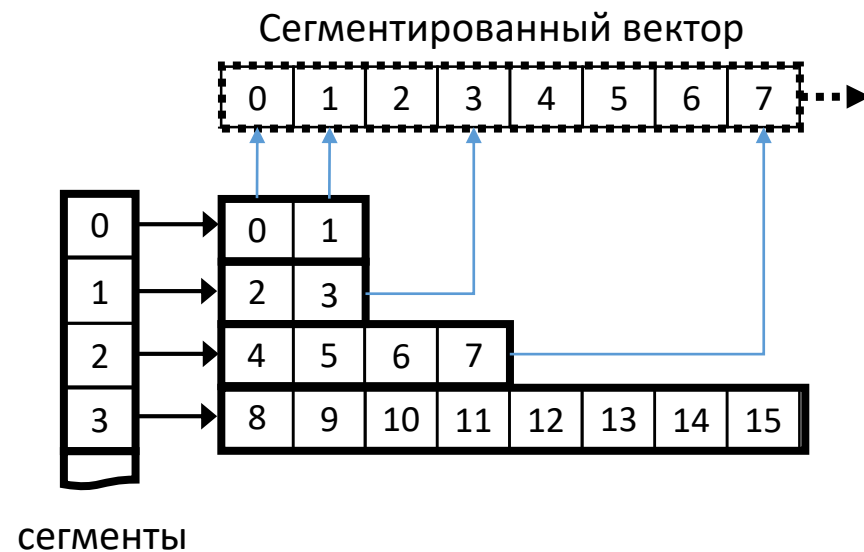 Сегментированный вектор
0 1 2 3 4 5 6 7
0 0 1
1 2 3
2 4 5 6 7
3 8 9 10 11 12 13 14 15
сегменты